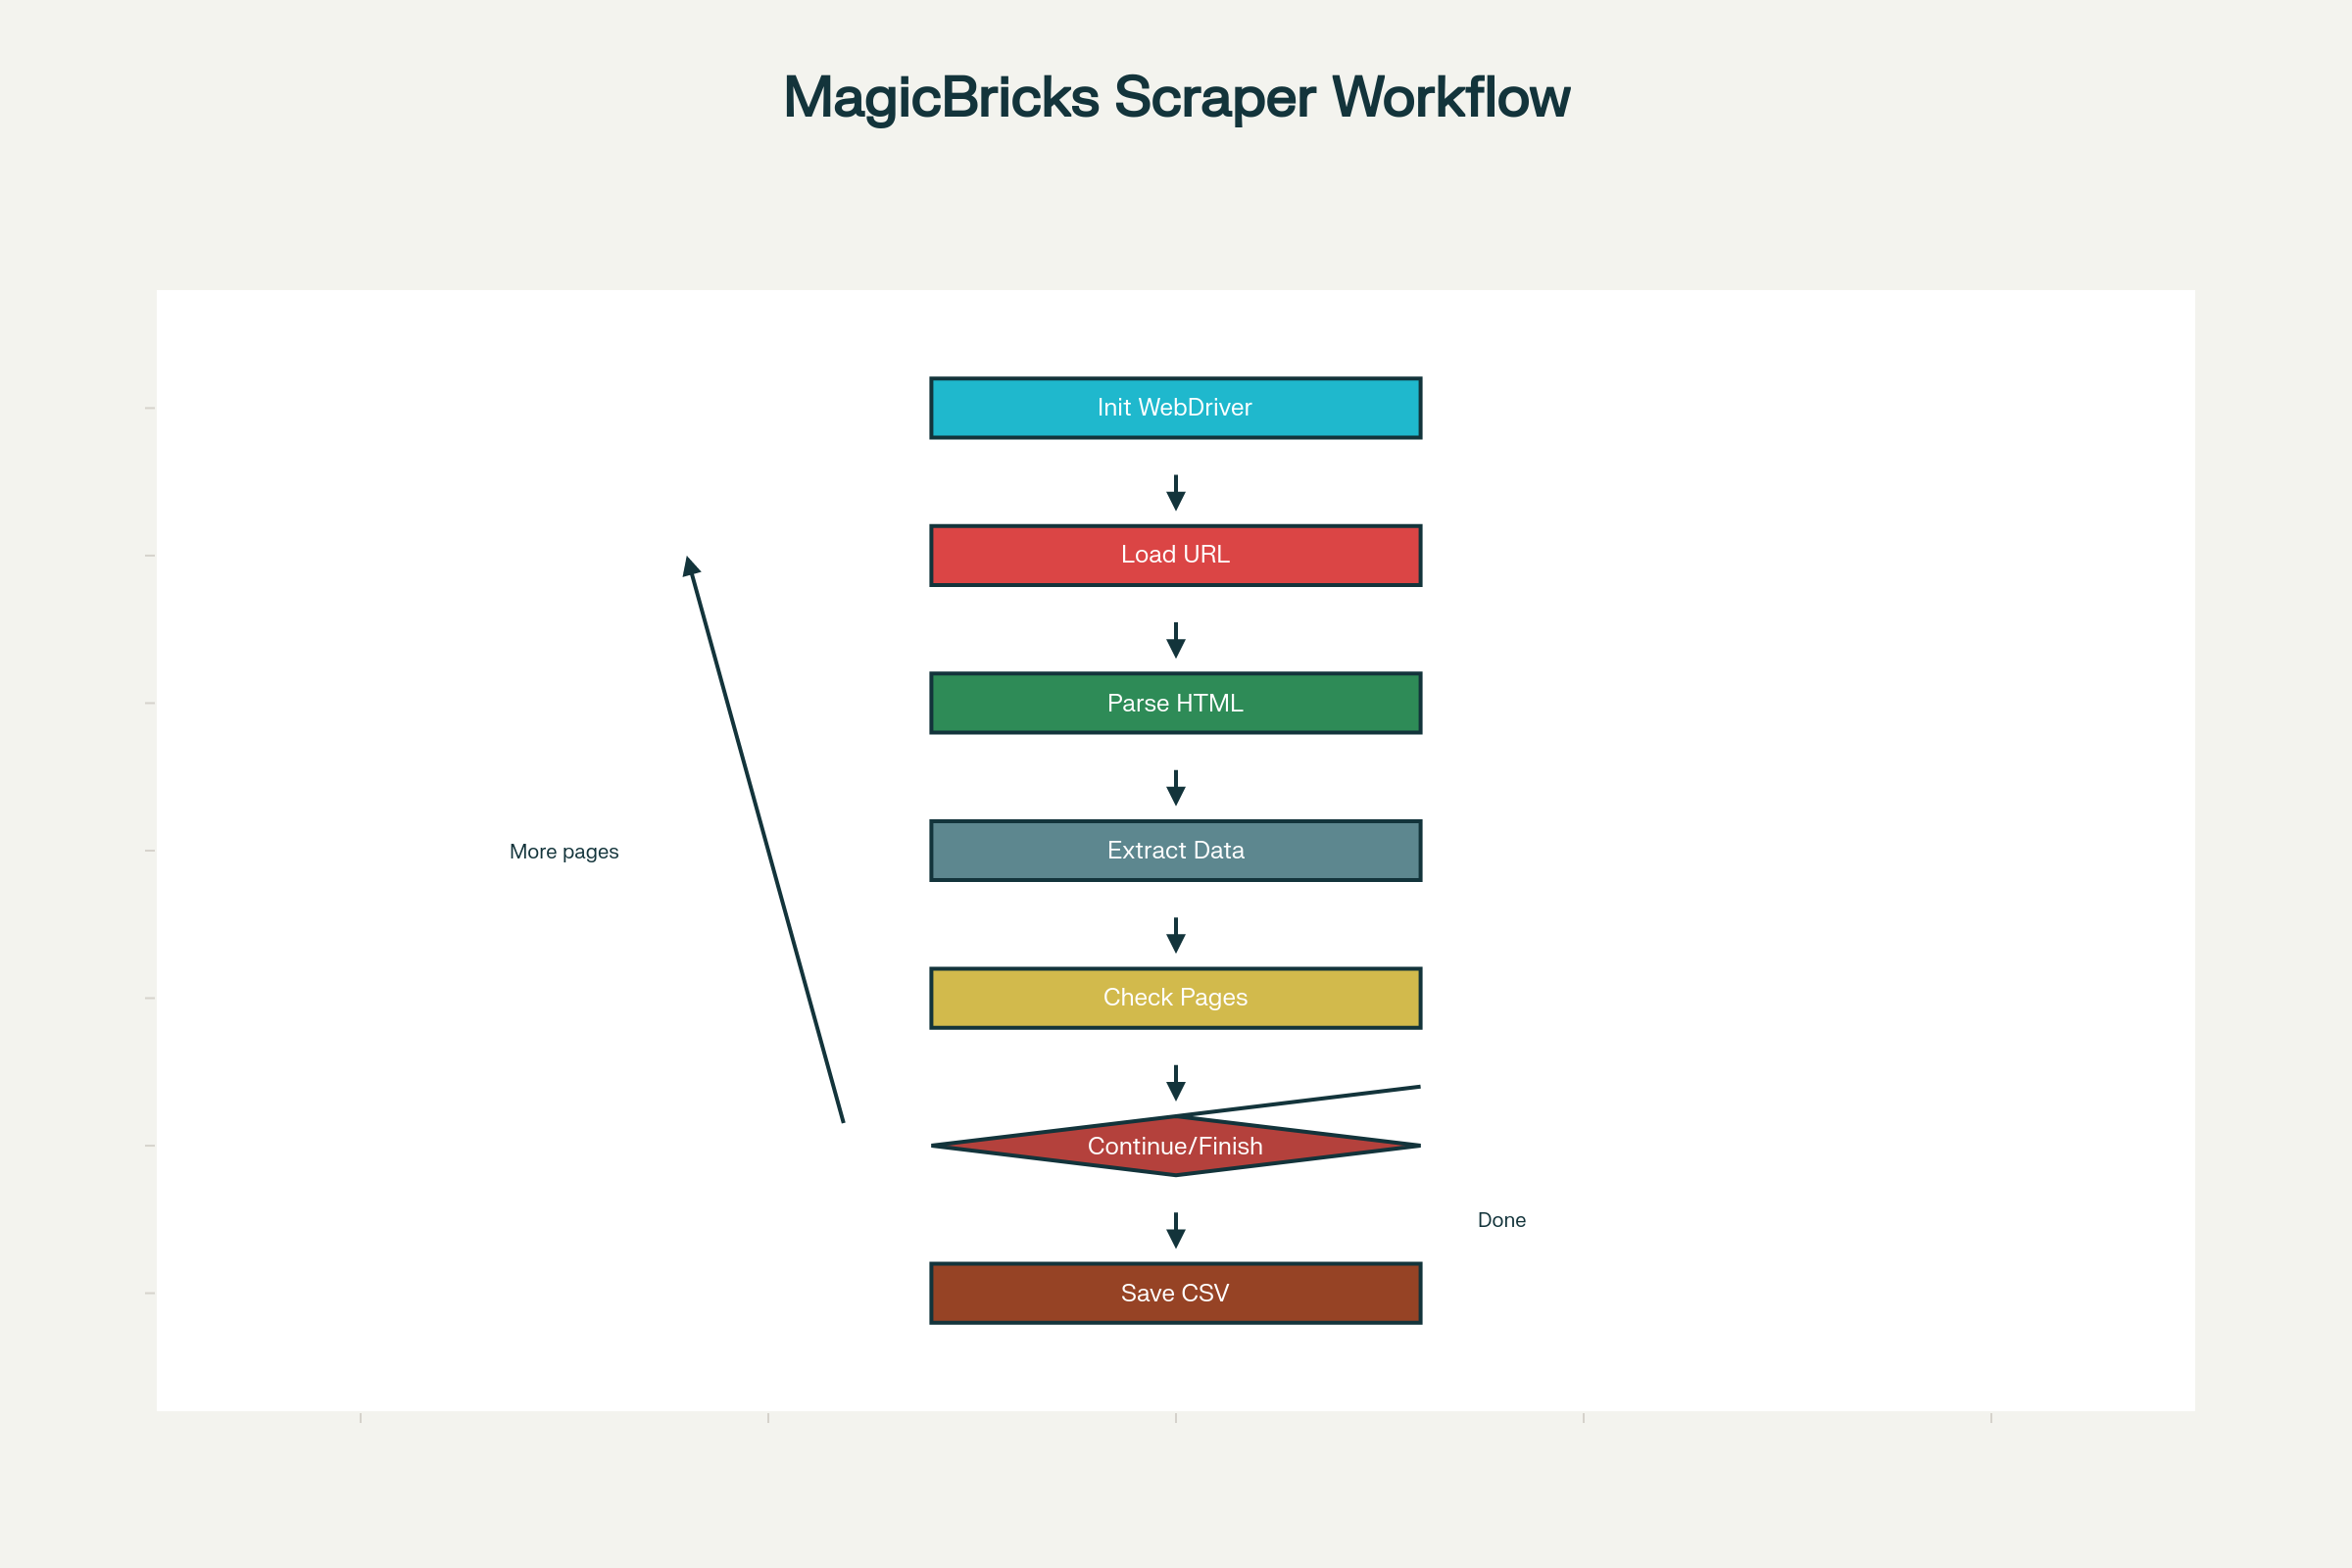 MagicBricks Scraper Workflow
Init WebDriver
Load URL
Parse HTML
More pages
Extract Data
Check Pages
Continue/Finish
Done
Save CSV